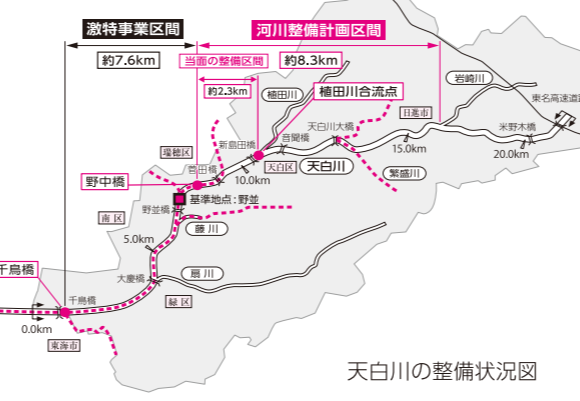 激特事業区間
河川整備計画区間
約7.6km
当面の整備区間
約8.3km
約2.3km
植田川合流点
植田川
岩崎川
東名高速道
日進市
瑞穂区
新島田橋
音聞橋
天白川大橋
米野木橋
15.0km
20.0km
菅田橋
天白区
天白川
10.0km
繁盛川
野中橋
基準地点:野並
野並橋
南区
藤川
5.0km
大慶橋
扇川
千鳥橋
千鳥橋
緑区
0.0km
東海市
天白川の整備状況図